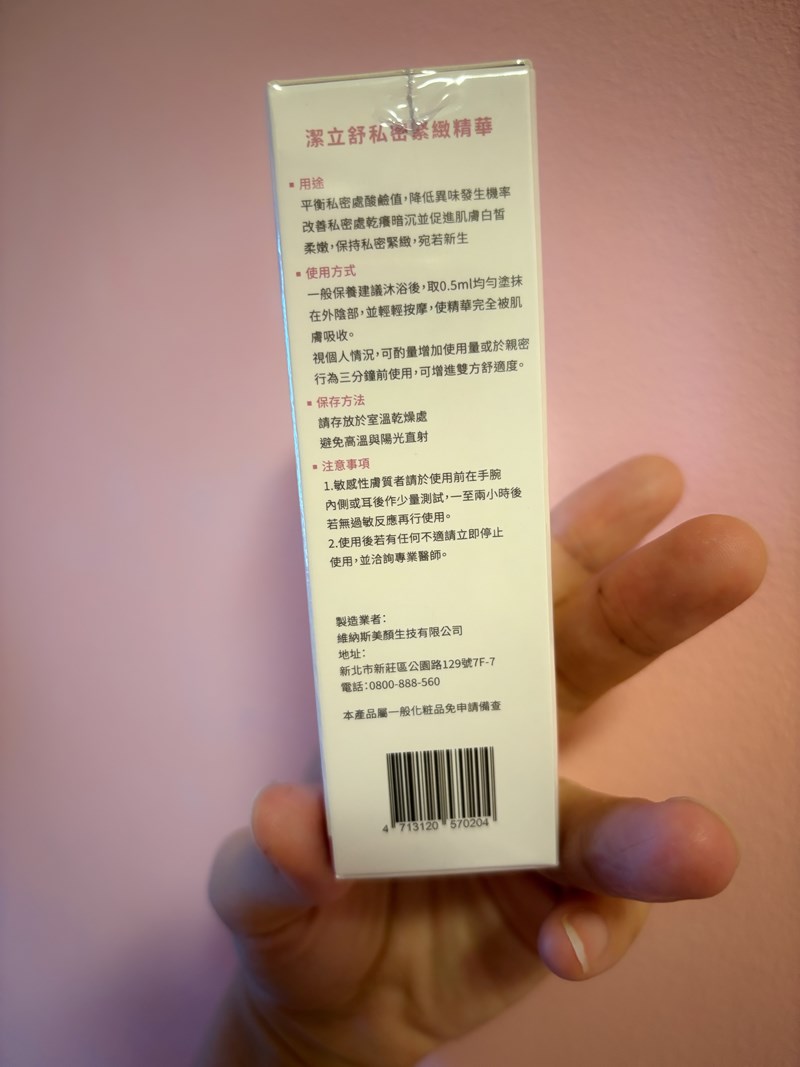 潔立舒私密緊緻精華
▪ 用途
平衡私密處酸鹼值,降低異味發生機率
改善私密處乾癢暗沉並促進肌膚白皙
柔嫩,保持私密緊緻,宛若新生
▪ 使用方式
一般保養建議沐浴後,取0.5ml均勻塗抹
在外陰部,並輕輕按摩,使精華完全被肌
膚吸收。
視個人情況,可酌量增加使用量或於親密
行為三分鐘前使用,可增進雙方舒適度。
▪ 保存方法
請存放於室溫乾燥處
避免高溫與陽光直射
▪ 注意事項
1.敏感性膚質者請於使用前在手腕
內側或耳後作少量測試,一至兩小時後
若無過敏反應再行使用。
2.使用後若有任何不適請立即停止
使用,並洽詢專業醫師。
製造業者:
維納斯美顏生技有限公司
地址:
新北市新莊區公園路129號7F-7
電話:0800-888-560
本產品屬一般化粧品免申請備查
4 713120 570204